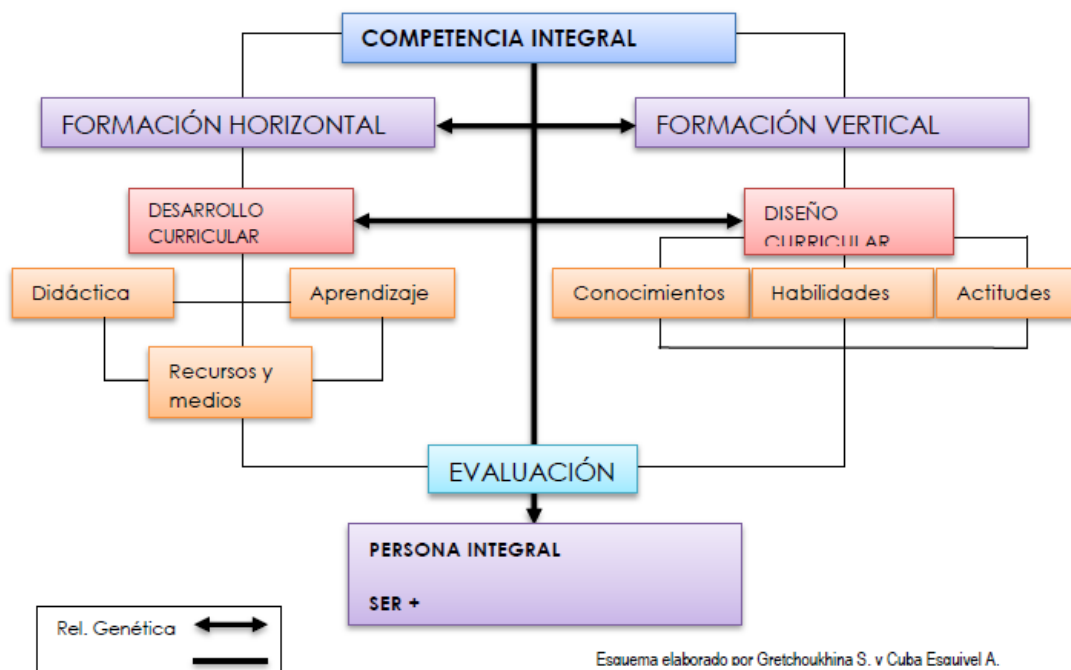 COMPETENCIA INTEGRAL
FORMACIÓN HORIZONTAL
FORMACIÓN VERTICAL
DESARROLLO
CURRICULAR
DISEÑO
CURRICULAR
Didáctica
Aprendizaje
Conocimientos
Habilidades
Actitudes
Recursos y
medios
EVALUACIÓN
PERSONA INTEGRAL
SER +
Rel. Genética
Esquema elaborado por Gretchoukhina S. y Cuba Esquivel A.